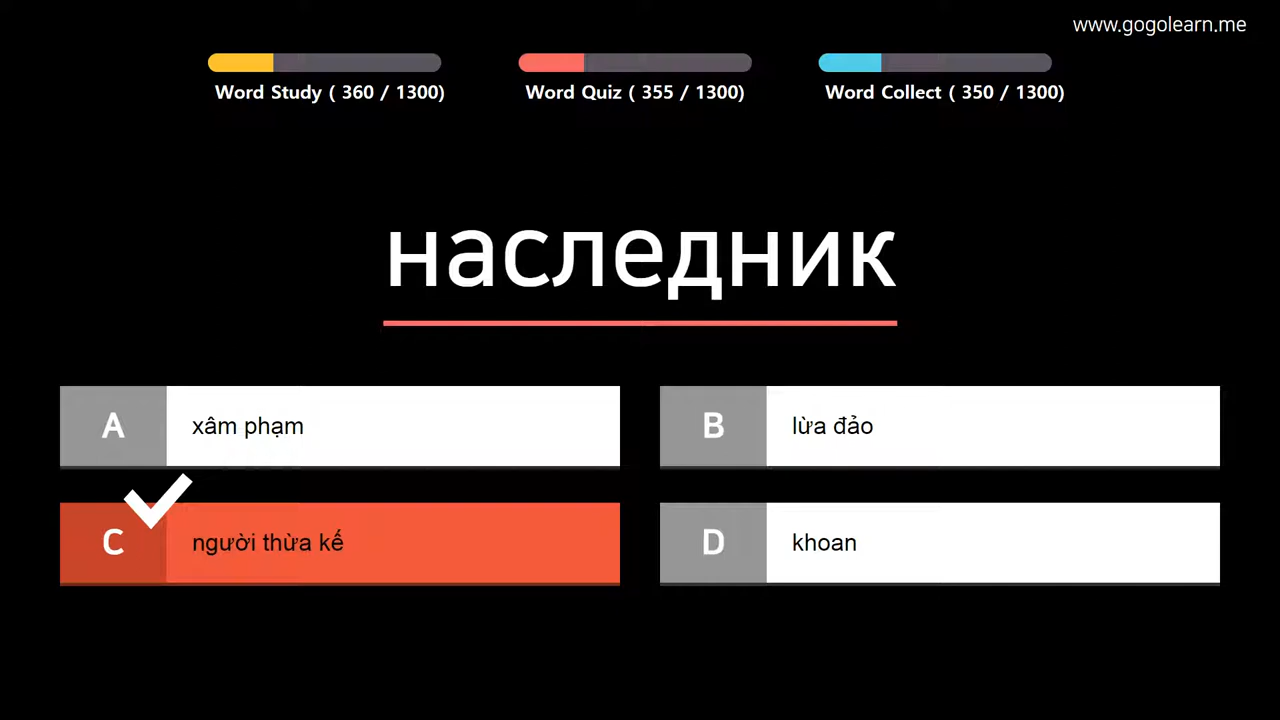 www.gogolearn.me
Word Study ( 360 / 1300)
Word Quiz ( 355 / 1300)
Word Collect ( 350 / 1300)
наследник
A xâm phạm
B lừa đảo
C người thừa kế
D khoan